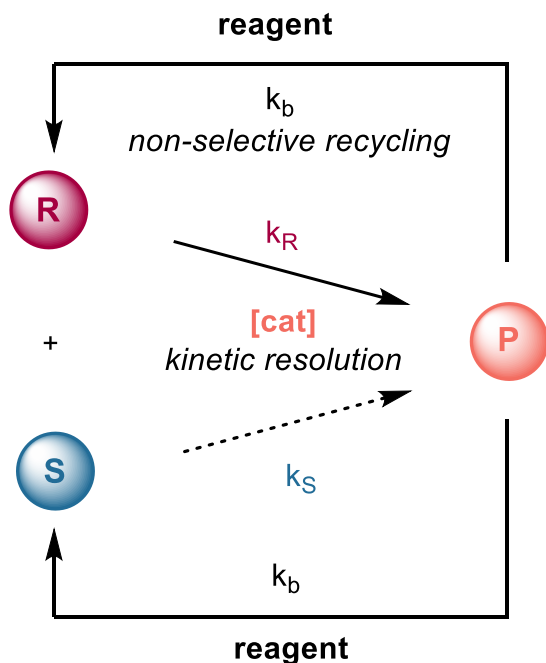 reagent
k_b
non-selective recycling
R
k_R
[cat]
kinetic resolution
+
P
S
k_S
k_b
reagent